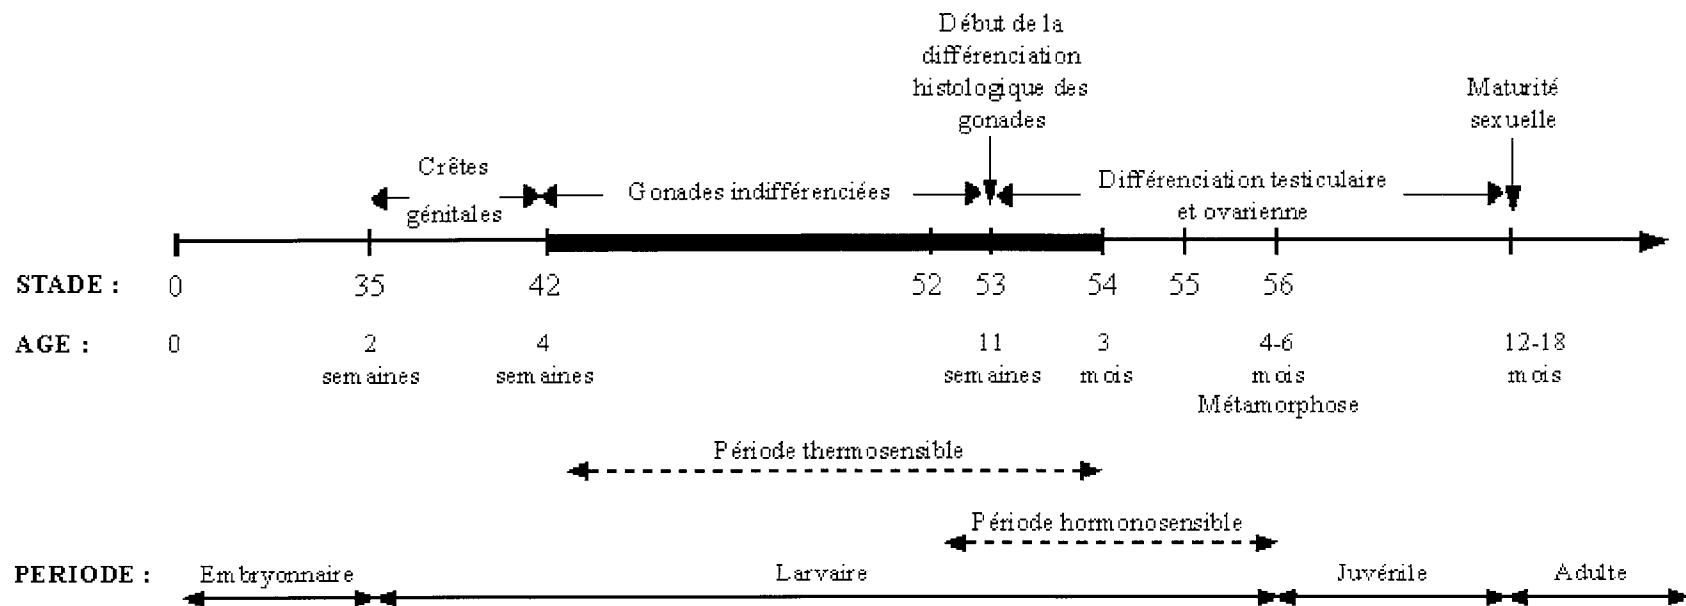 Début de la
différenciation
histologique des
gonades
Maturité
sexuelle
Crêtes
génitales
Gonades indifférenciées
Différenciation testiculaire
et ovarienne
STADE : 0 35 42 52 53 54 55 56
AGE : 0 2 4 11 3 4-6 12-18
semaines semaines semaines mois mois mois
Métamorphose
Période thermosensible
Période hormonosensible
PERIODE : Embryonnaire Larvaire Juvénile Adulte